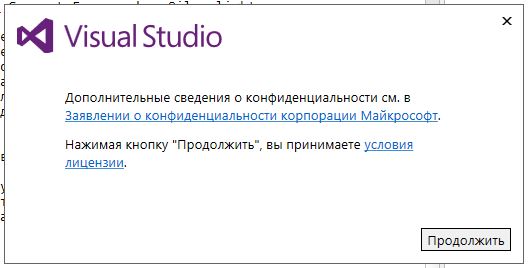 Visual Studio
Дополнительные сведения о конфиденциальности см. в
Заявлении о конфиденциальности корпорации Майкрософт.
Нажимая кнопку "Продолжить", вы принимаете условия
лицензии.
Продолжить